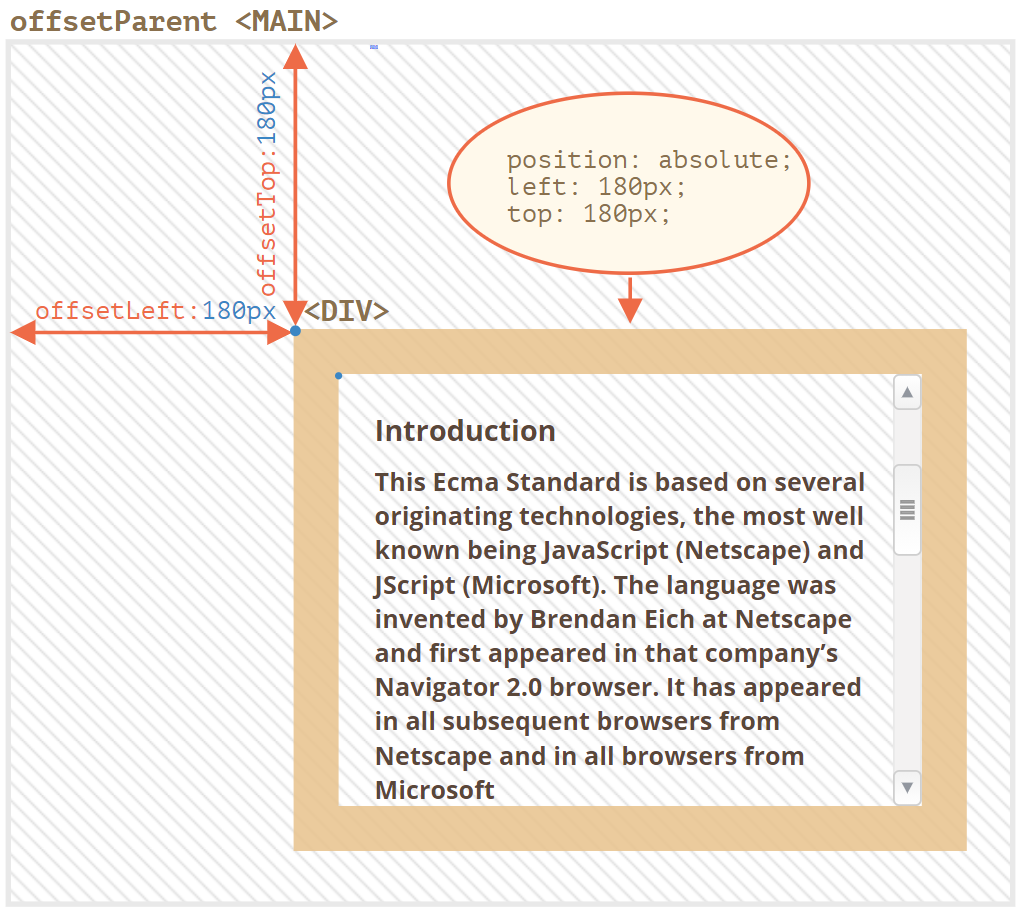 offsetParent <MAIN>
offsetTop:180px
position: absolute;
left: 180px;
top: 180px;
offsetLeft:180px
<DIV>
Introduction
This Ecma Standard is based on several
originating technologies, the most well
known being JavaScript (Netscape) and
JScript (Microsoft). The language was
invented by Brendan Eich at Netscape
and first appeared in that company’s
Navigator 2.0 browser. It has appeared
in all subsequent browsers from
Netscape and in all browsers from
Microsoft